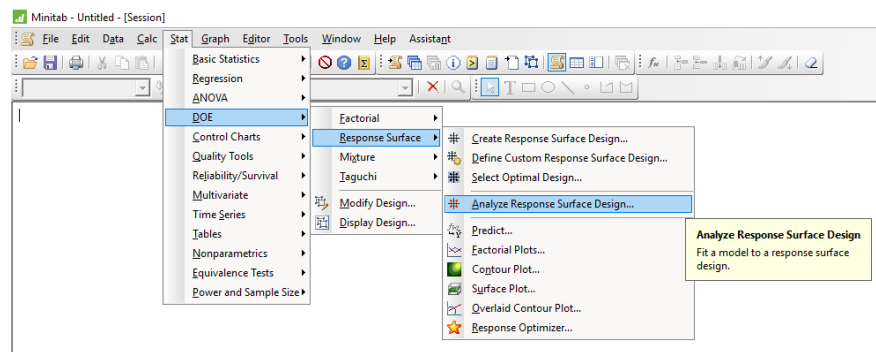 Minitab - Untitled - [Session]
File Edit Data Calc Stat Graph Editor Tools Window Help Assistant
Basic Statistics
Regression
ANOVA
DOE
Control Charts
Quality Tools
Reliability/Survival
Multivariate
Time Series
Tables
Nonparametrics
Equivalence Tests
Power and Sample Size
Factorial
Response Surface
Mixture
Taguchi
Modify Design...
Display Design...
Create Response Surface Design...
Define Custom Response Surface Design...
Select Optimal Design...
Analyze Response Surface Design...
Predict...
Factorial Plots...
Contour Plot...
Surface Plot...
Overlaid Contour Plot...
Response Optimizer...
Analyze Response Surface Design
Fit a model to a response surface
design.